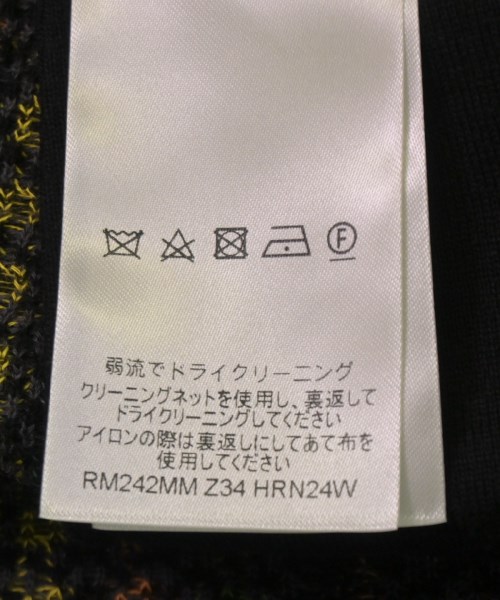 F
弱流でドライクリーニング
クリーニングネットを使用し、裏返して
ドライクリーニングしてください
アイロンの際は裏返しにしてあて布を
使用してください
RM242MM Z34 HRN24W